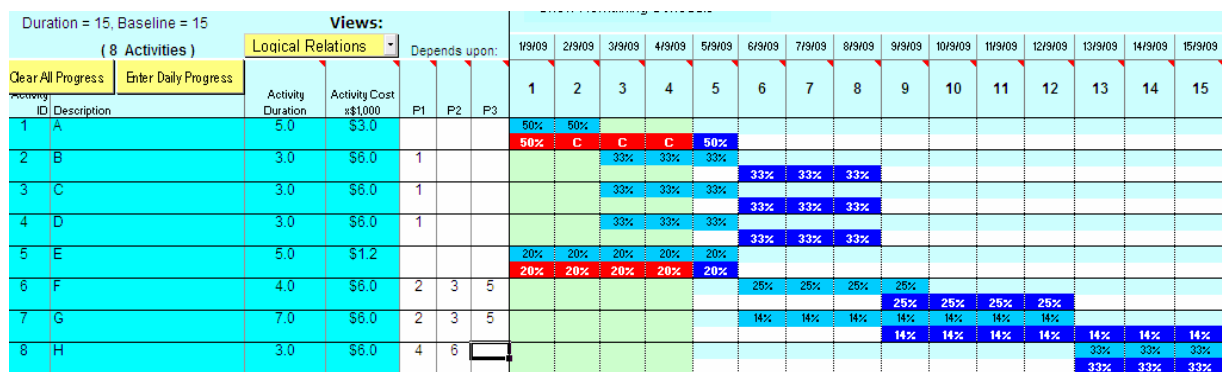 Duration = 15, Baseline = 15 Views:
( 8 Activities ) Logical Relations Depends upon: 1/9/09 2/9/09 3/9/09 4/9/09 5/9/09 6/9/09 7/9/09 8/9/09 9/9/09 10/9/09 11/9/09 12/9/09 13/9/09 14/9/09 15/9/09
Clear All Progress Enter Daily Progress
Activity Activity Cost 1 2 3 4 5 6 7 8 9 10 11 12 13 14 15
ID Description Duration x$1,000 P1 P2 P3
1 A 5.0 $3.0 50% 50%
50% C C C 50%
2 B 3.0 $6.0 1 33% 33% 33%
33% 33% 33%
3 C 3.0 $6.0 1 33% 33% 33%
33% 33% 33%
4 D 3.0 $6.0 1 33% 33% 33%
33% 33% 33%
5 E 5.0 $1.2 20% 20% 20% 20% 20%
20% 20% 20% 20% 20%
6 F 4.0 $6.0 2 3 5 25% 25% 25% 25%
25% 25% 25% 25%
7 G 7.0 $6.0 2 3 5 14% 14% 14% 14% 14% 14% 14%
14% 14% 14% 14% 14% 14% 14%
8 H 3.0 $6.0 4 6 33% 33% 33%
33% 33% 33%